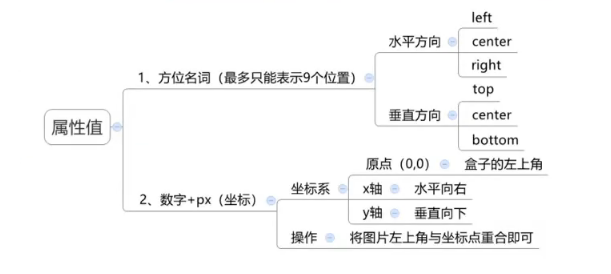 属性值
1、方位名词（最多只能表示9个位置）
水平方向
left
center
right
垂直方向
top
center
bottom
2、数字+px（坐标）
坐标系
原点（0,0）
盒子的左上角
x轴
水平向右
y轴
垂直向下
操作
将图片左上角与坐标点重合即可